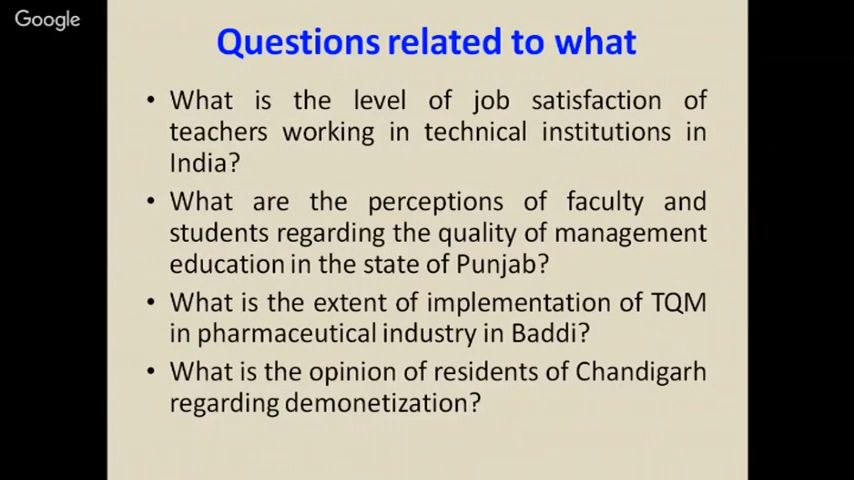 Google
Questions related to what
• What is the level of job satisfaction of
teachers working in technical institutions in
India?
• What are the perceptions of faculty and
students regarding the quality of management
education in the state of Punjab?
• What is the extent of implementation of TQM
in pharmaceutical industry in Baddi?
• What is the opinion of residents of Chandigarh
regarding demonetization?